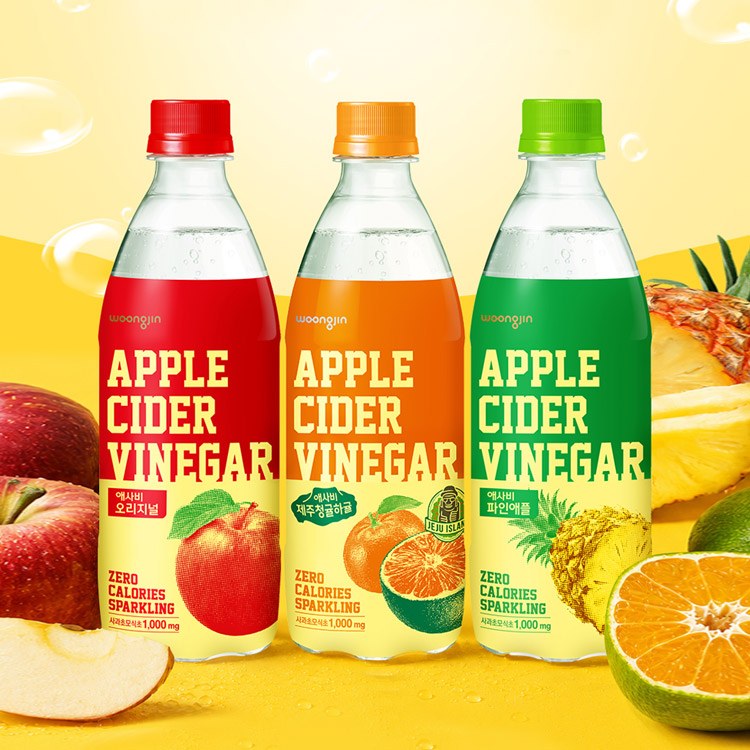 woongjin
APPLE
CIDER
VINEGAR
애사비
오리지널
ZERO
CALORIES
SPARKLING
사과초모식초 1,000 mg
woongjin
APPLE
CIDER
VINEGAR
애사비
제주청귤하귤
JEJU ISLAND
ZERO
CALORIES
SPARKLING
사과초모식초 1,000 mg
woongjin
APPLE
CIDER
VINEGAR
애사비
파인애플
ZERO
CALORIES
SPARKLING
사과초모식초 1,000 mg